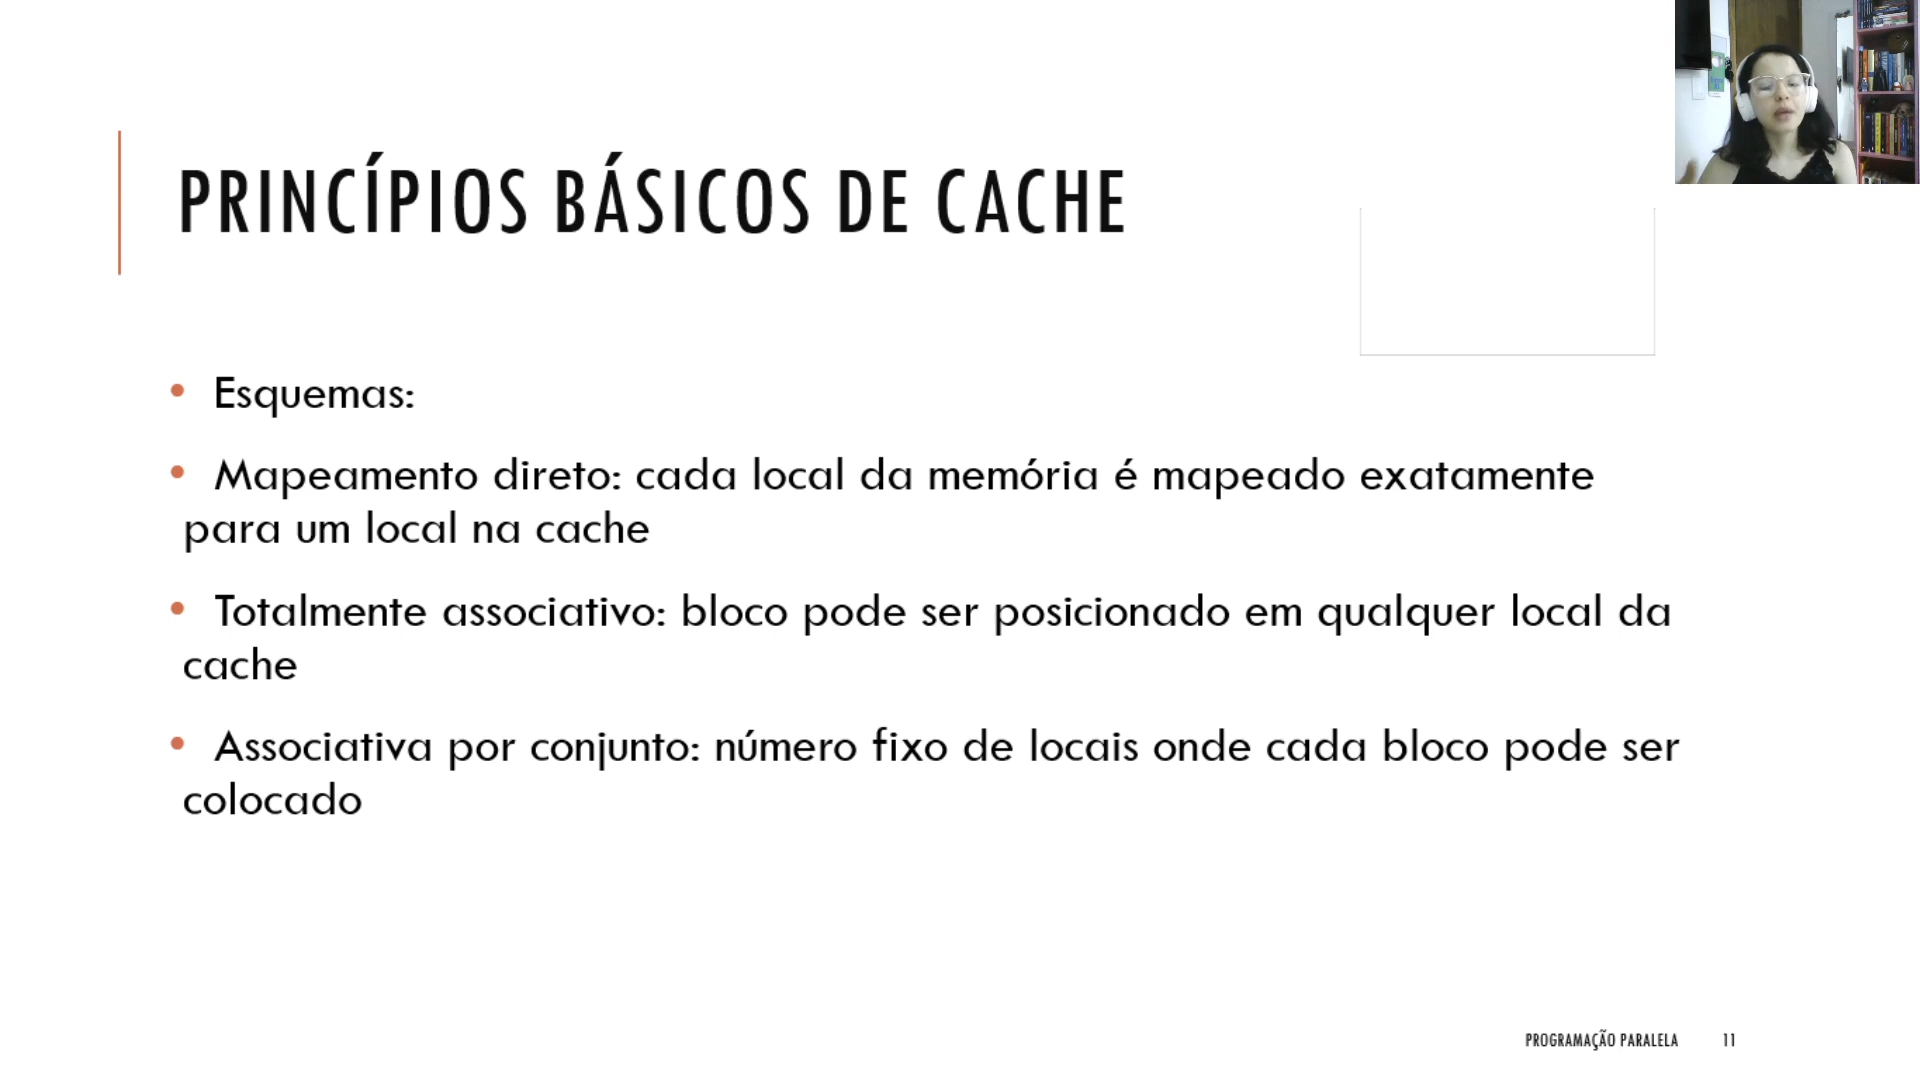 PRINCÍPIOS BÁSICOS DE CACHE
• Esquemas:
• Mapeamento direto: cada local da memória é mapeado exatamente
para um local na cache
• Totalmente associativo: bloco pode ser posicionado em qualquer local da
cache
• Associativa por conjunto: número fixo de locais onde cada bloco pode ser
colocado
PROGRAMAÇÃO PARALELA 11